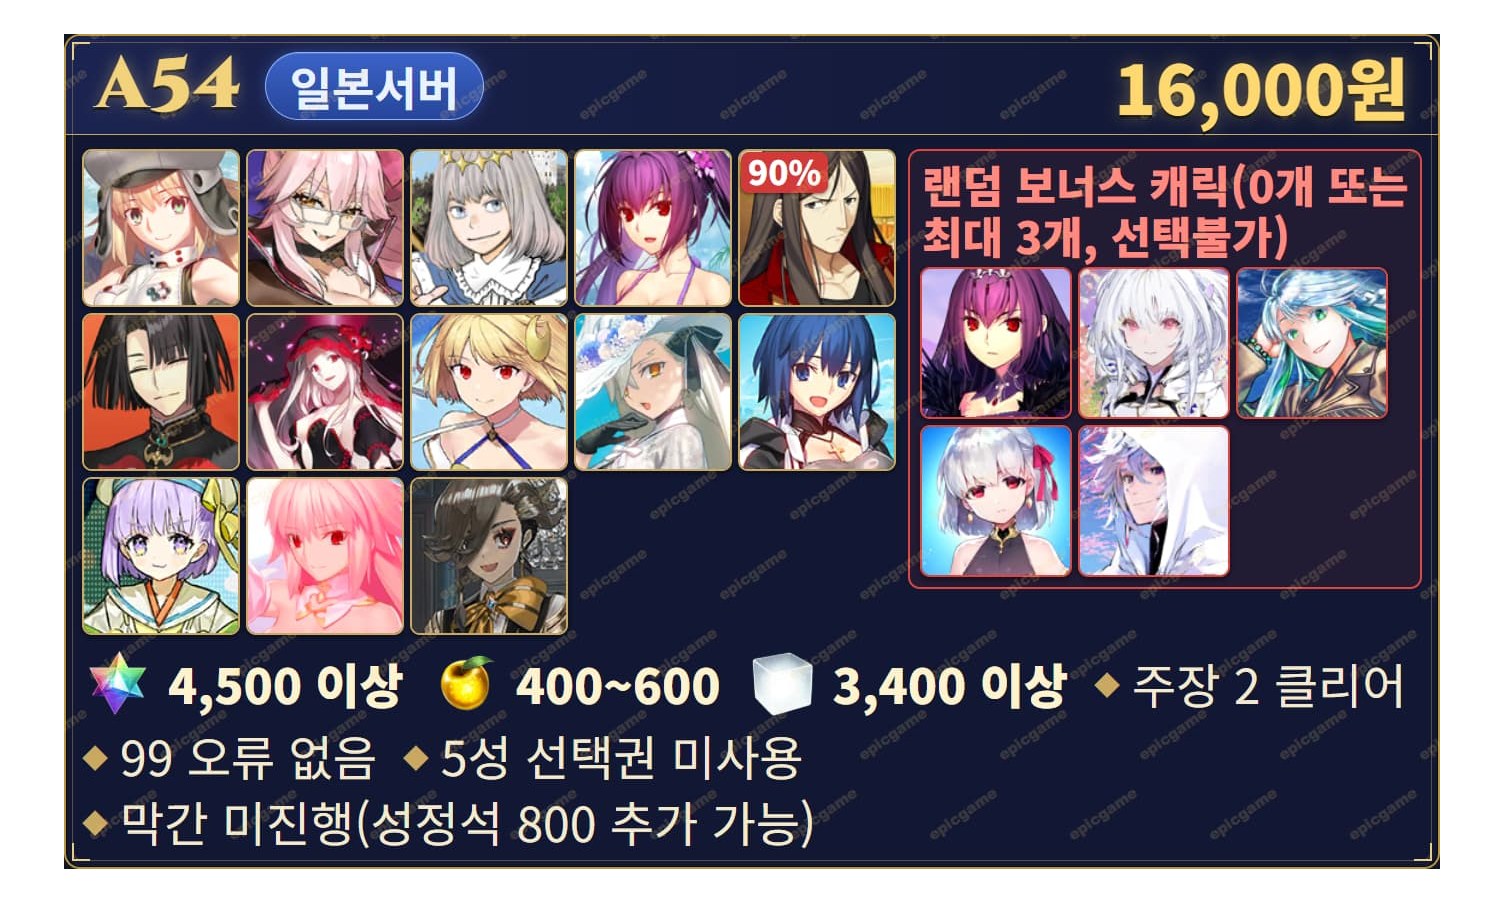 A54 일본서버 16,000원
90%
랜덤 보너스 캐릭(0개 또는
최대 3개, 선택불가)
4,500 이상 400~600 3,400 이상 ◆ 주장 2 클리어
◆ 99 오류 없음 ◆ 5성 선택권 미사용
◆ 막간 미진행(성정석 800 추가 가능)
epicgame